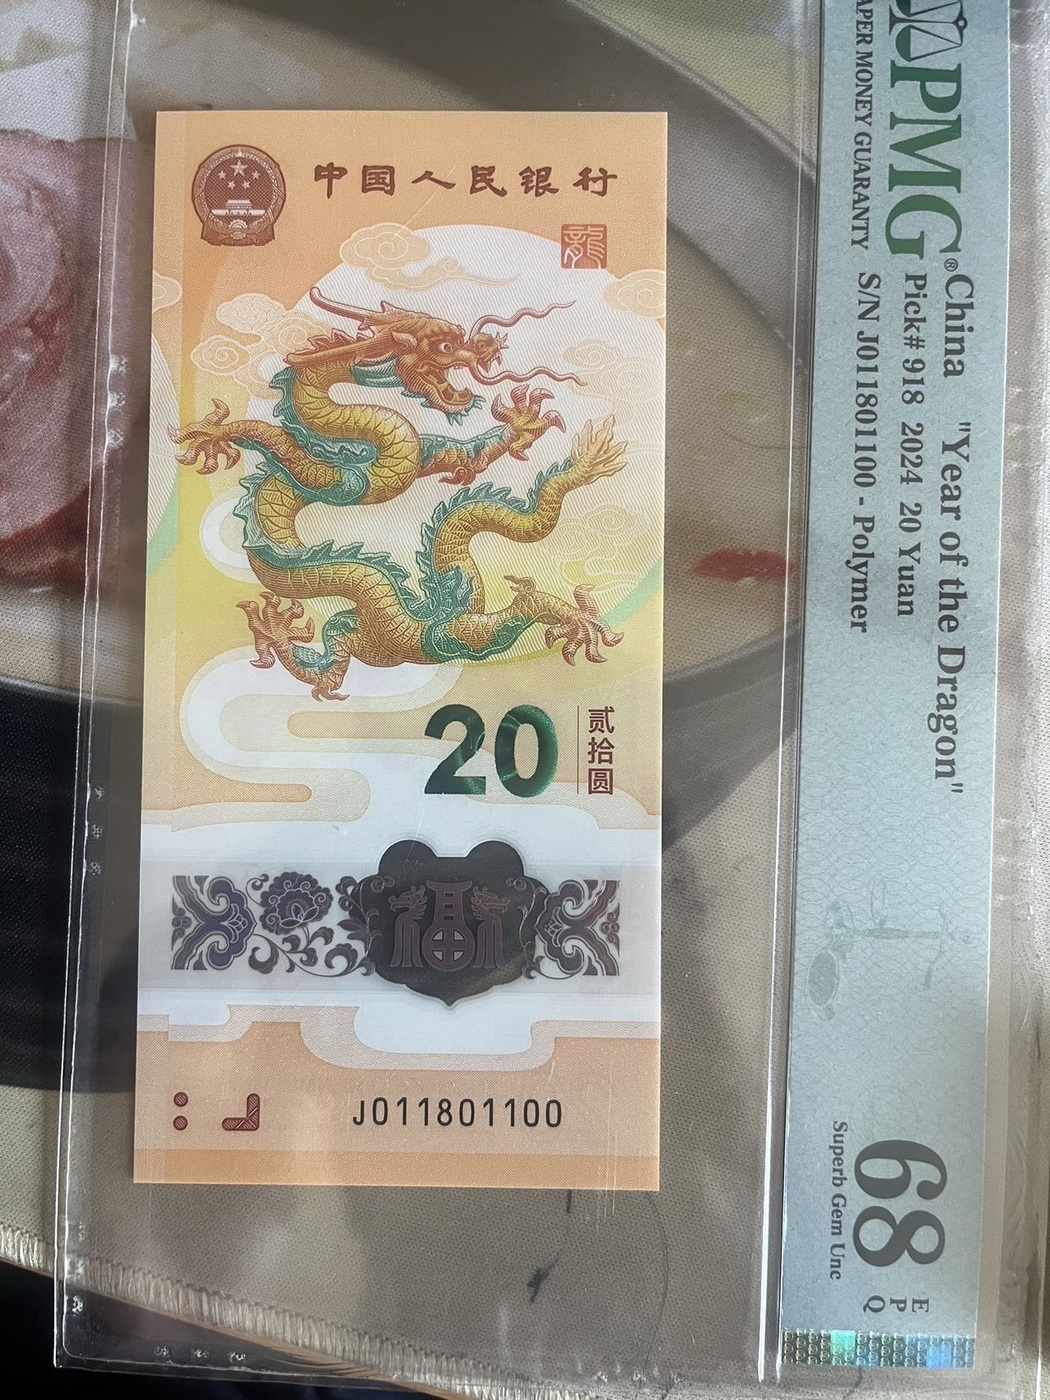 中国人民银行
龍
20
贰拾圆
福
J011801100
PMG®
PAPER MONEY GUARANTY
China "Year of the Dragon"
Pick# 918 2024 20 Yuan
S/N J011801100 - Polymer
68 EPQ
Superb Gem Unc